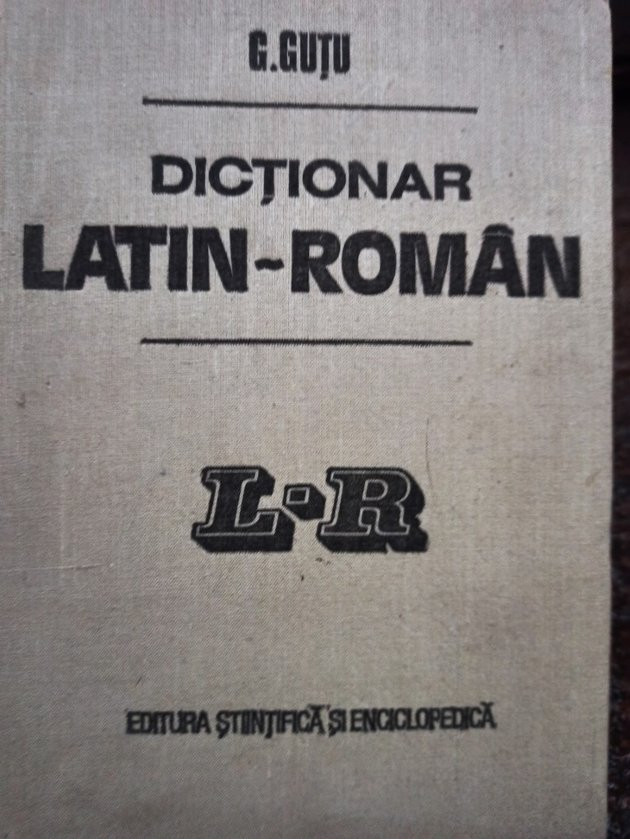 G.GUȚU
DICȚIONAR
LATIN~ROMÂN
L·R
EDITURA ȘTIINȚIFICĂ ȘI ENCICLOPEDICĂ